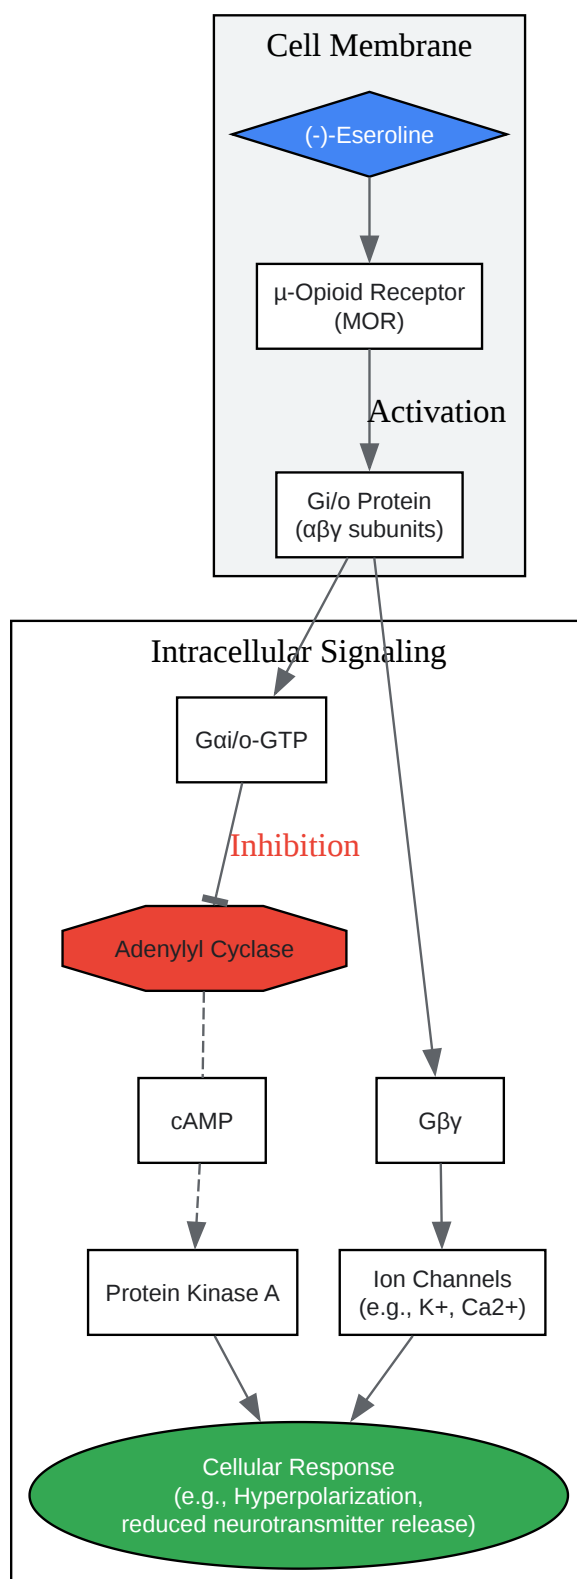 Cell Membrane
(-)-Eseroline
µ-Opioid Receptor
(MOR)
Activation
Gi/o Protein
(αβγ subunits)
Intracellular Signaling
Gαi/o-GTP
Inhibition
Adenylyl Cyclase
cAMP
Gβγ
Protein Kinase A
Ion Channels
(e.g., K+, Ca2+)
Cellular Response
(e.g., Hyperpolarization,
reduced neurotransmitter release)